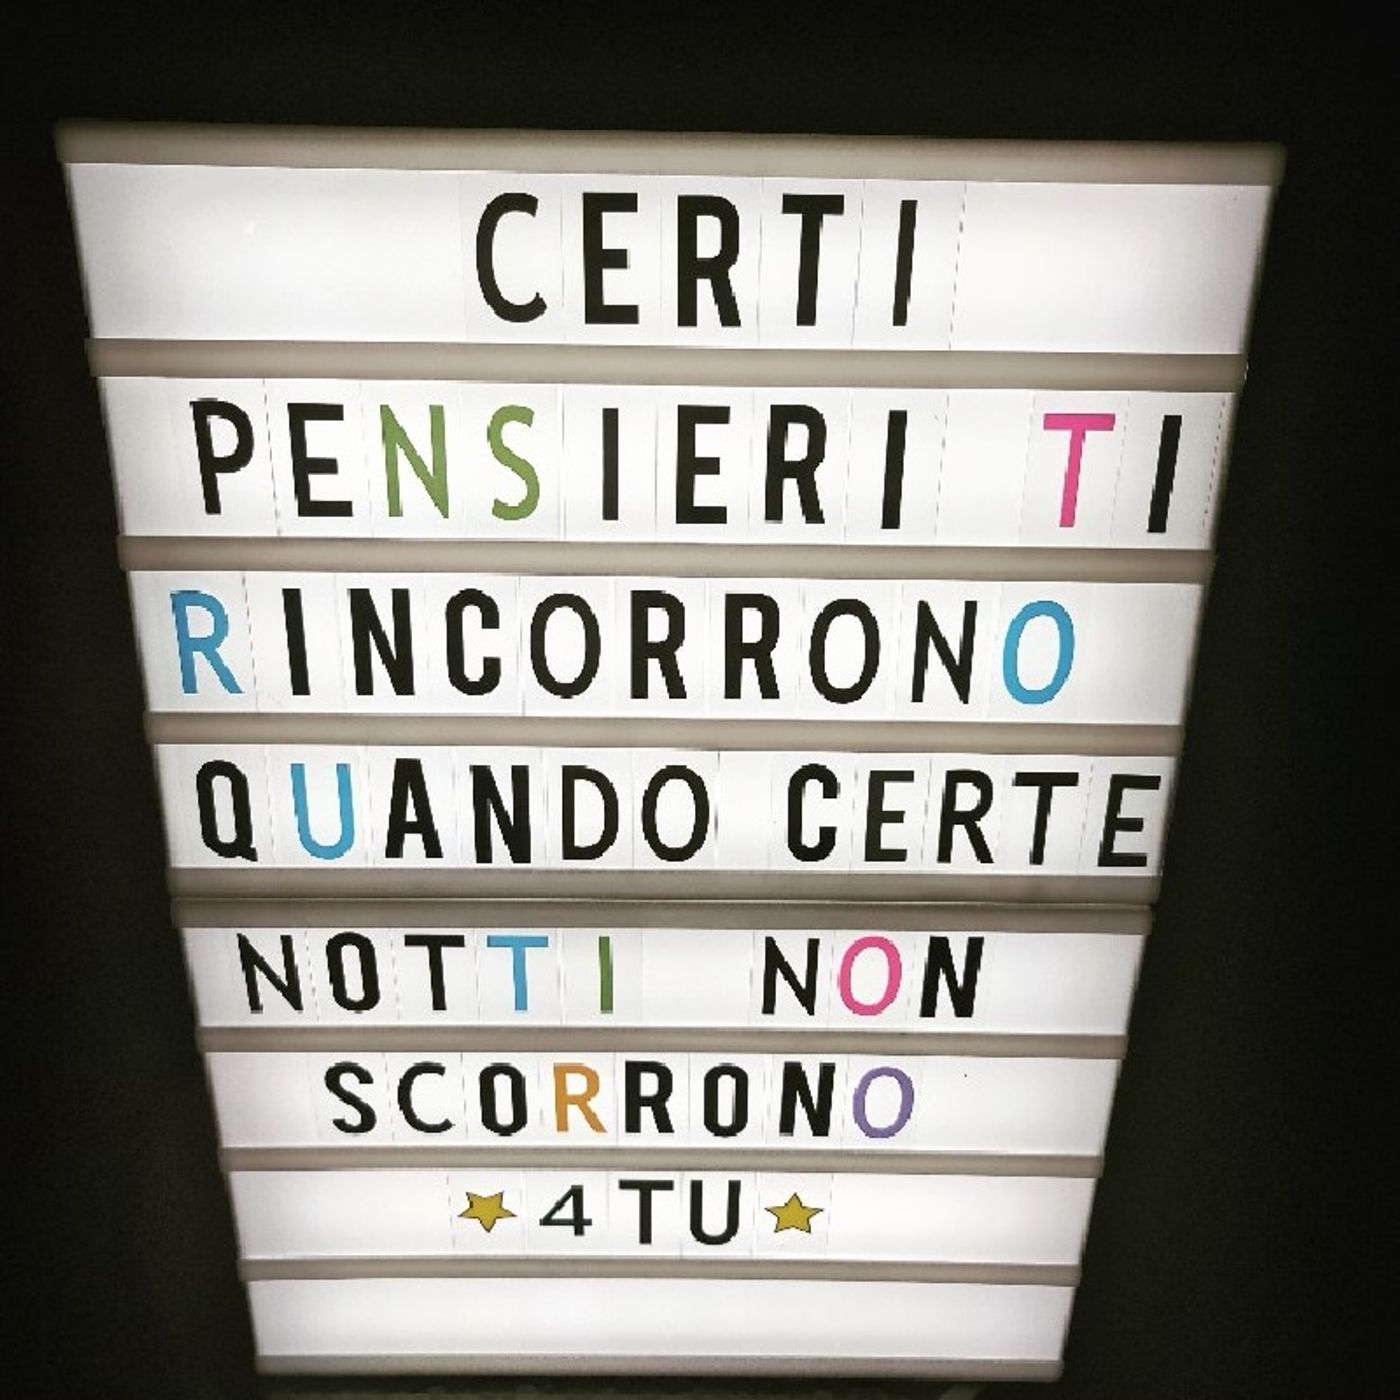 CERTI
PENSIERI TI
RINCORRONO
QUANDO CERTE
NOTTI NON
SCORRONO
4TU